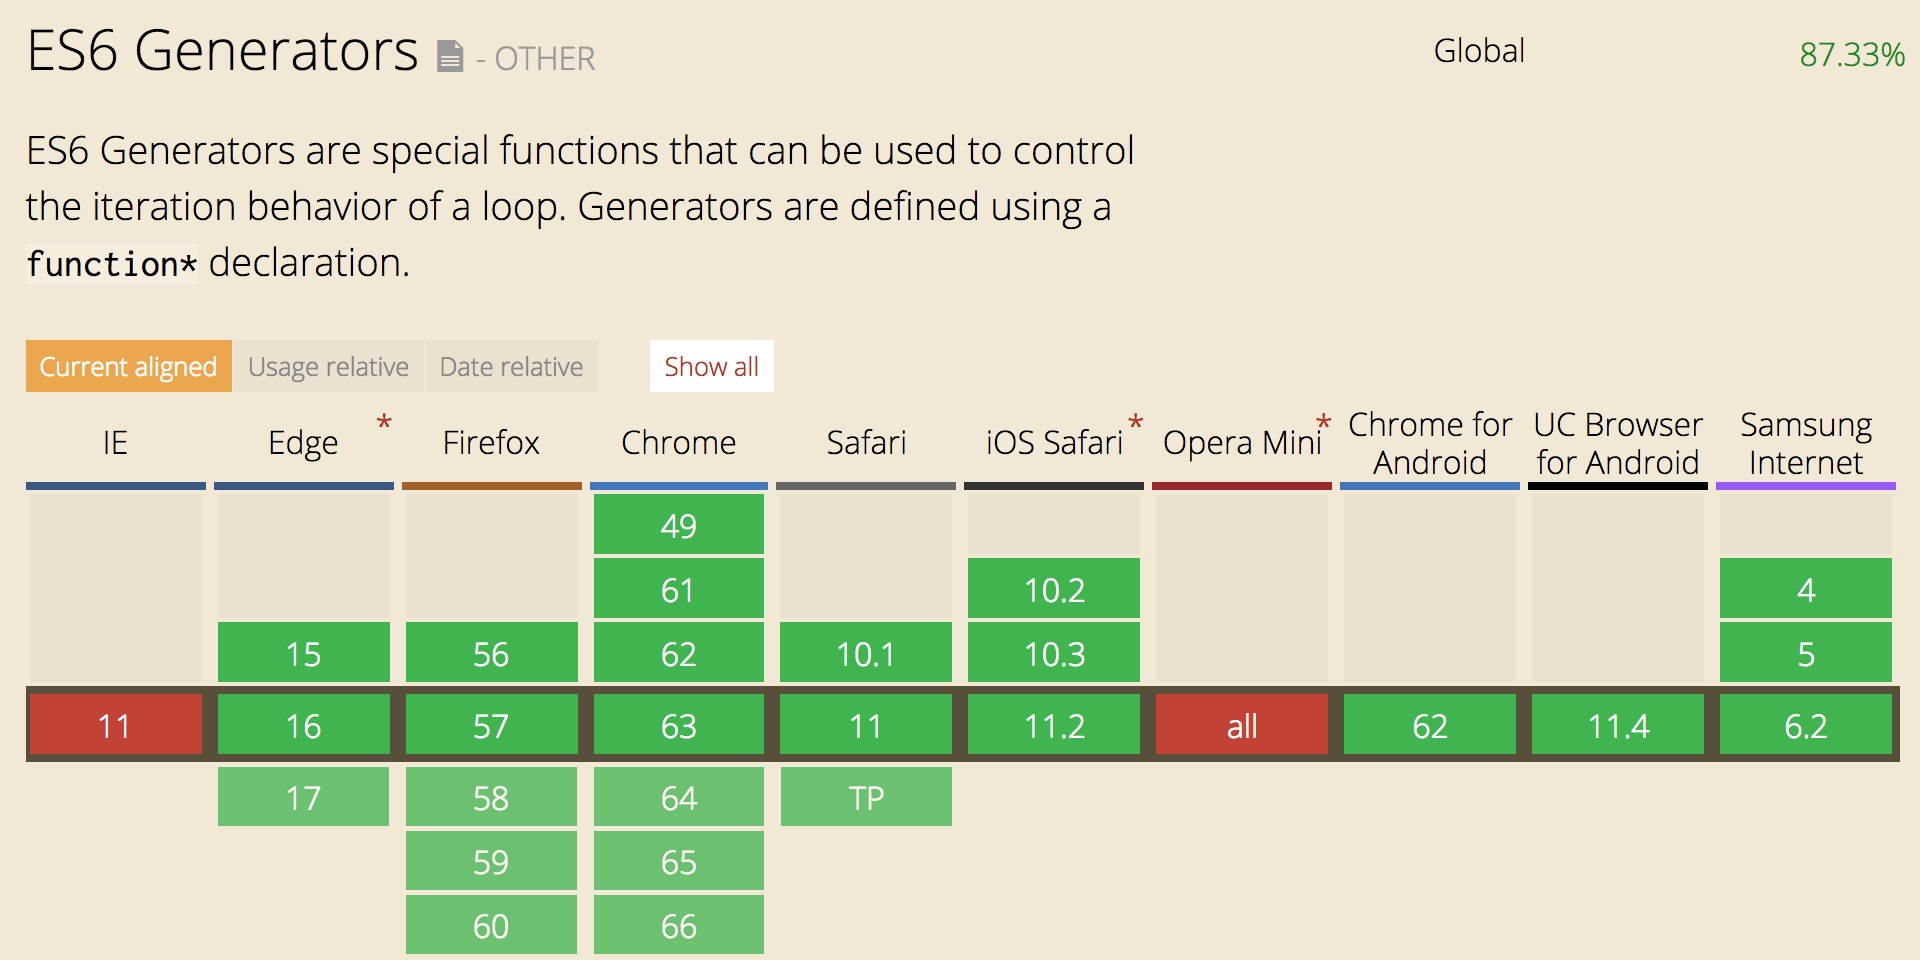 ES6 Generators - OTHER
Global 87.33%
ES6 Generators are special functions that can be used to control
the iteration behavior of a loop. Generators are defined using a
function* declaration.
Current aligned Usage relative Date relative Show all
IE Edge * Firefox Chrome Safari iOS Safari * Opera Mini * Chrome for Android UC Browser for Android Samsung Internet
49
61 10.2 4
15 56 62 10.1 10.3 5
11 16 57 63 11 11.2 all 62 11.4 6.2
17 58 64 TP
59 65
60 66